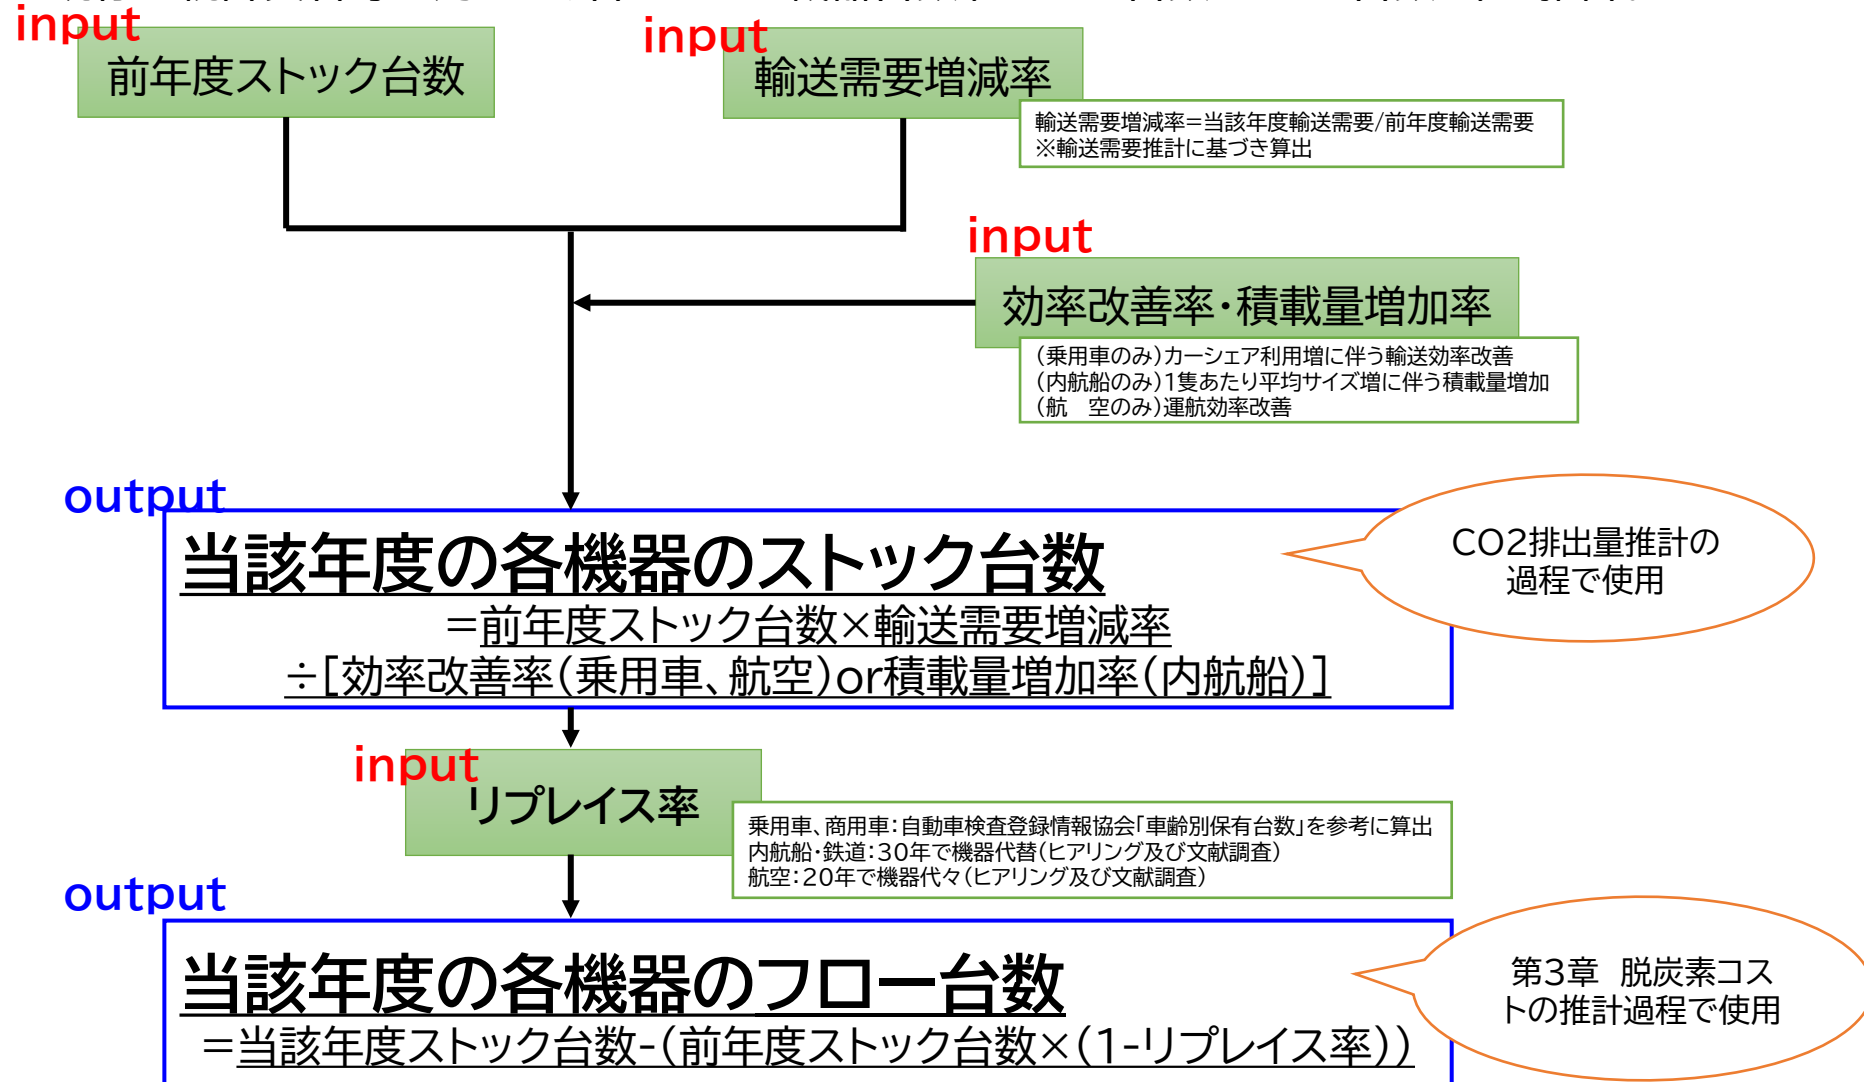 input
前年度ストック台数
input
輸送需要増減率
輸送需要増減率=当該年度輸送需要/前年度輸送需要
※輸送需要推計に基づき算出
input
効率改善率・積載量増加率
(乗用車のみ)カーシェア利用増に伴う輸送効率改善
(内航船のみ)1隻あたり平均サイズ増に伴う積載量増加
(航　空のみ)運航効率改善
output
当該年度の各機器のストック台数
=前年度ストック台数×輸送需要増減率
÷[効率改善率(乗用車、航空)or積載量増加率(内航船)]
CO2排出量推計の
過程で使用
input
リプレイス率
乗用車、商用車:自動車検査登録情報協会「車齢別保有台数」を参考に算出
内航船・鉄道:30年で機器代替(ヒアリング及び文献調査)
航空:20年で機器代々(ヒアリング及び文献調査)
output
当該年度の各機器のフロー台数
=当該年度ストック台数-(前年度ストック台数×(1-リプレイス率))
第3章 脱炭素コス
トの推計過程で使用